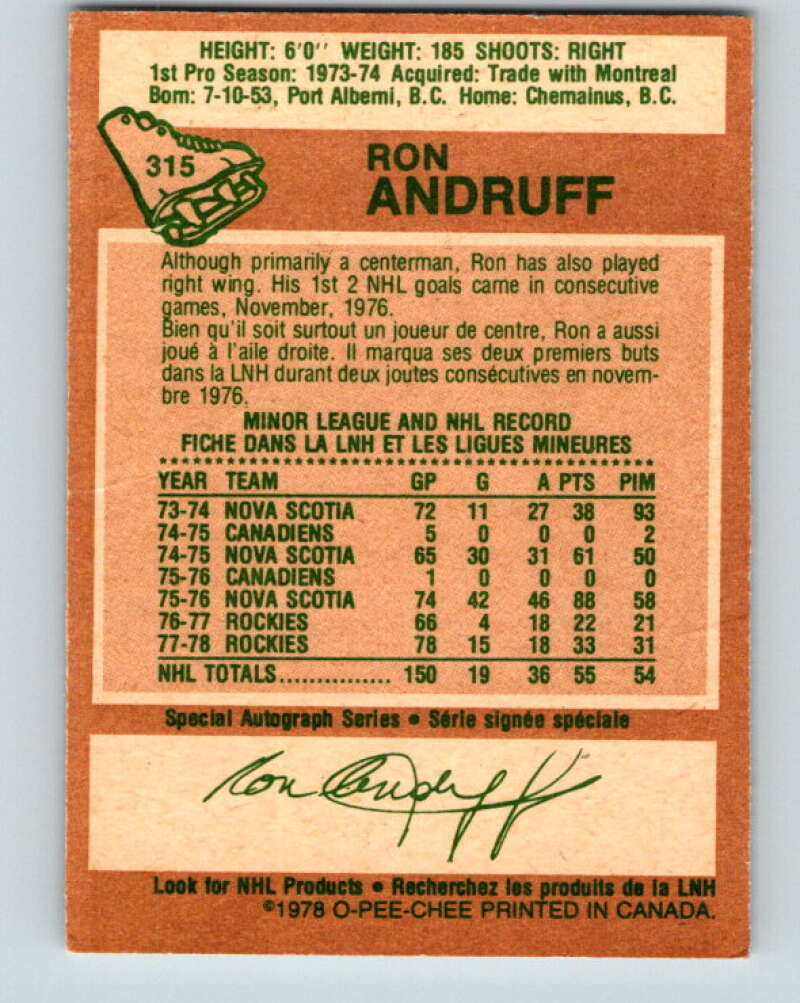 HEIGHT: 6'0'' WEIGHT: 185 SHOOTS: RIGHT
1st Pro Season: 1973-74 Acquired: Trade with Montreal
Born: 7-10-53, Port Alberni, B.C. Home: Chemainus, B.C.
315
RON
ANDRUFF
Although primarily a centerman, Ron has also played
right wing. His 1st 2 NHL goals came in consecutive
games, November, 1976.
Bien qu'il soit surtout un joueur de centre, Ron a aussi
joué à l'aile droite. Il marqua ses deux premiers buts
dans la LNH durant deux joutes consécutives en novem-
bre 1976.
MINOR LEAGUE AND NHL RECORD
FICHE DANS LA LNH ET LES LIGUES MINEURES
YEAR TEAM GP G A PTS PIM
73-74 NOVA SCOTIA 72 11 27 38 93
74-75 CANADIENS 5 0 0 0 2
74-75 NOVA SCOTIA 65 30 31 61 50
75-76 CANADIENS 1 0 0 0 0
75-76 NOVA SCOTIA 74 42 46 88 58
76-77 ROCKIES 66 4 18 22 21
77-78 ROCKIES 78 15 18 33 31
NHL TOTALS............... 150 19 36 55 54
Special Autograph Series • Série signée spéciale
Ron Andruff
Look for NHL Products • Recherchez les produits de la LNH
©1978 O-PEE-CHEE PRINTED IN CANADA.